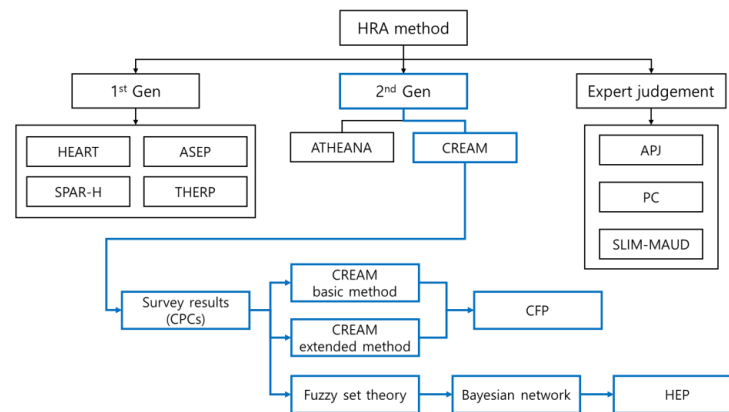 HRA method
1st Gen
2nd Gen
Expert judgement
HEART
ASEP
SPAR-H
THERP
ATHEANA
CREAM
APJ
PC
SLIM-MAUD
Survey results
(CPCs)
CREAM
basic method
CREAM
extended method
CFP
Fuzzy set theory
Bayesian network
HEP